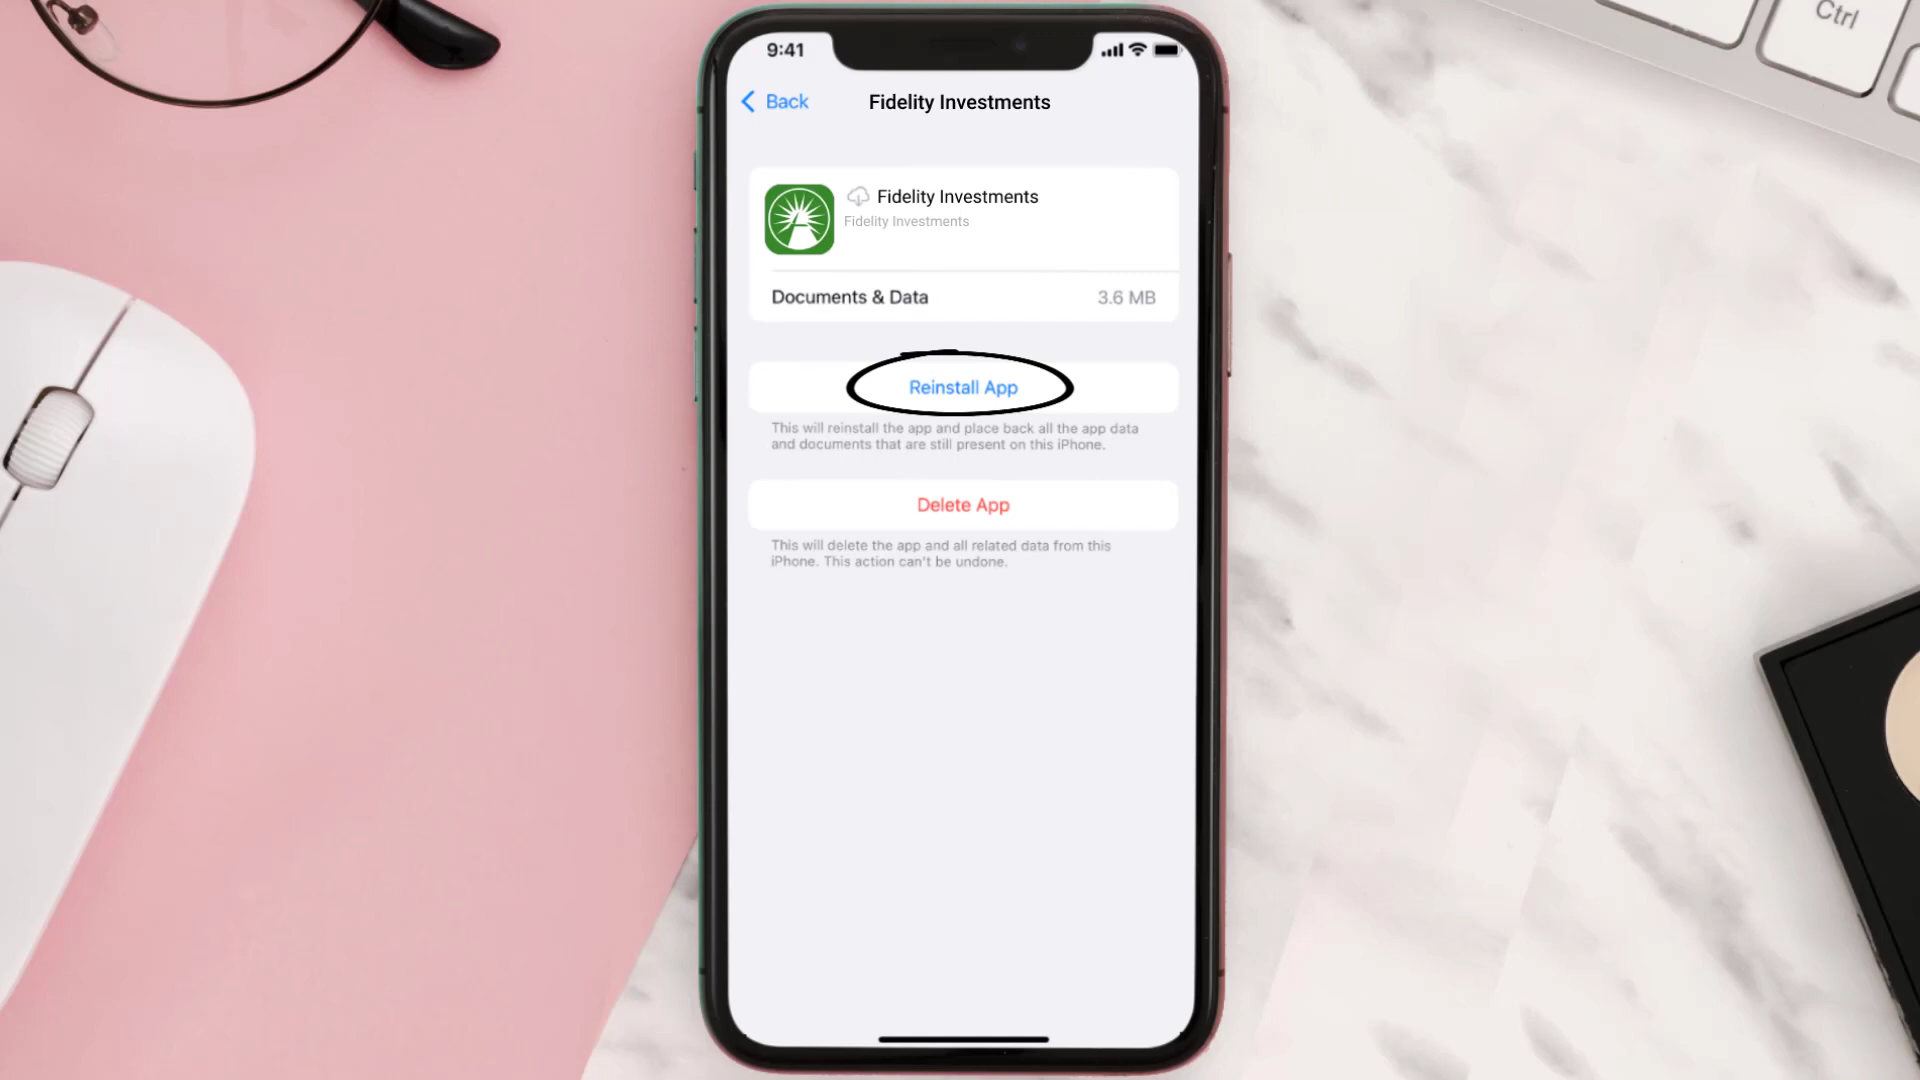 Ctrl
9:41
Back
Fidelity Investments
Fidelity Investments
Fidelity Investments
Documents & Data 3.6 MB
Reinstall App
This will reinstall the app and place back all the app data
and documents that are still present on this iPhone.
Delete App
This will delete the app and all related data from this
iPhone. This action can't be undone.